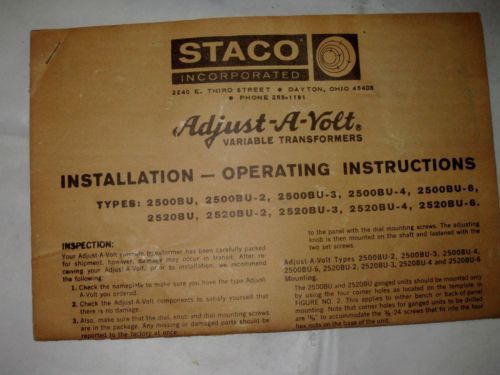 STACO
INCORPORATED
2240 E. THIRD STREET • DAYTON, OHIO 45403
• PHONE 253-1191
Adjust-A-Volt®
VARIABLE TRANSFORMERS
INSTALLATION — OPERATING INSTRUCTIONS
TYPES: 2500BU, 2500BU-2, 2500BU-3, 2500BU-4, 2500BU-6,
2520BU, 2520BU-2, 2520BU-3, 2520BU-4, 2520BU-6.
INSPECTION:
Your Adjust-A-Volt variable transformer has been carefully packed
for shipment, however, damage may occur in transit. After re-
ceiving your Adjust-A-Volt, prior to installation, we recommend
the following:
1. Check the nameplate to make sure you have the type Adjust-
A-Volt you ordered.
2. Check the Adjust-A-Volt components to satisfy yourself that
there is no damage.
3. Also, make sure that the dial, knob and dial mounting screws
are in the package. Any missing or damaged parts should be
reported to the factory at once.
to the panel with the dial mounting screws. The adjusting
knob is then mounted on the shaft and fastened with the
two set screws.
Adjust-A-Volt Types 2500BU-2, 2500BU-3, 2500BU-4,
2500BU-6, 2520BU-2, 2520BU-3, 2520BU-4 and 2520BU-6
Mounting
The 2500BU and 2520BU ganged units should be mounted only
by using the four corner holes as located on the template in
FIGURE NO. 2. This applies to either bench or back-of-panel
mounting. Note that corner holes for ganged units to be drilled
are to accommodate the 3/8-24 screws that fit into the four
hex nuts on the base of the unit.